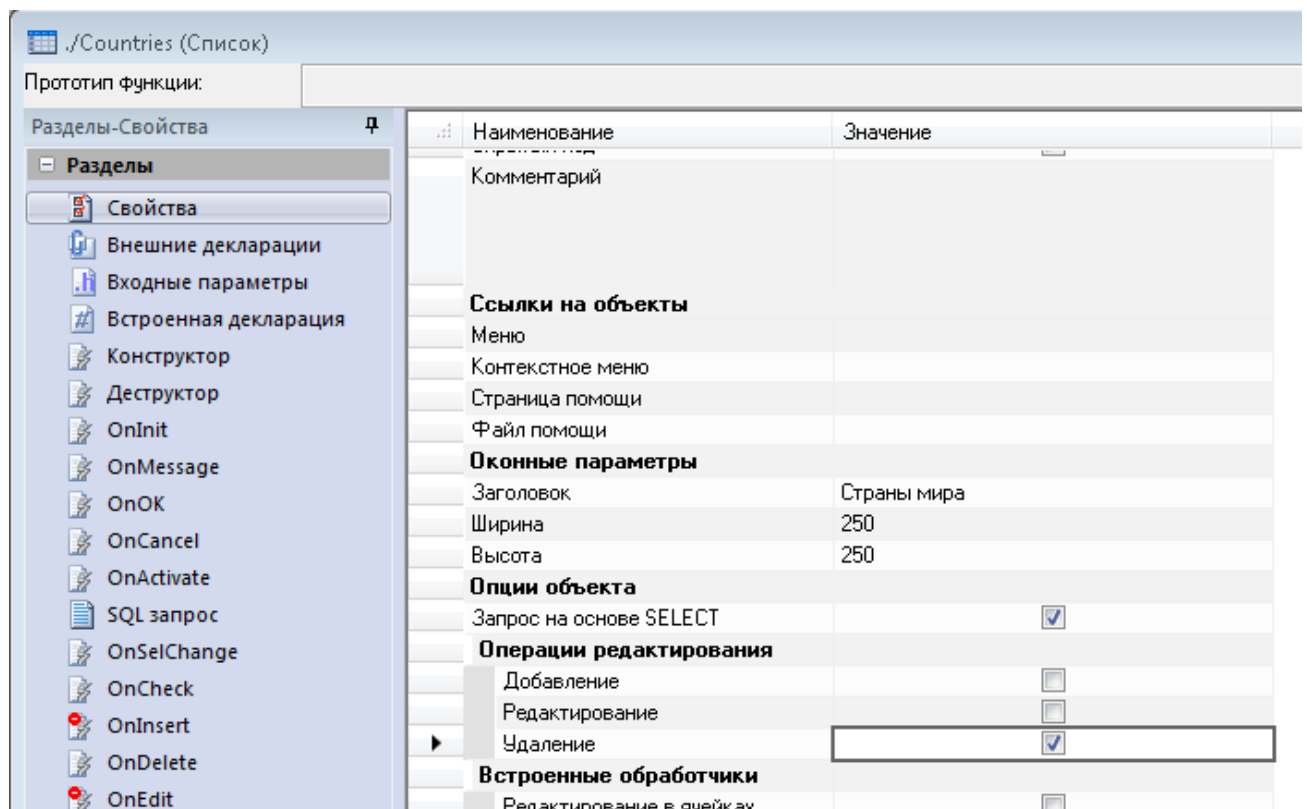 ./Countries (Список)
Прототип функции:
Разделы-Свойства
Разделы
Свойства
Внешние декларации
Входные параметры
Встроенная декларация
Конструктор
Деструктор
OnInit
OnMessage
OnOK
OnCancel
OnActivate
SQL запрос
OnSelChange
OnCheck
OnInsert
OnDelete
OnEdit
Наименование Значение
Комментарий
Ссылки на объекты
Меню
Контекстное меню
Страница помощи
Файл помощи
Оконные параметры
Заголовок Страны мира
Ширина 250
Высота 250
Опции объекта
Запрос на основе SELECT
Операции редактирования
Добавление
Редактирование
Удаление
Встроенные обработчики
Редактирование в ячейках